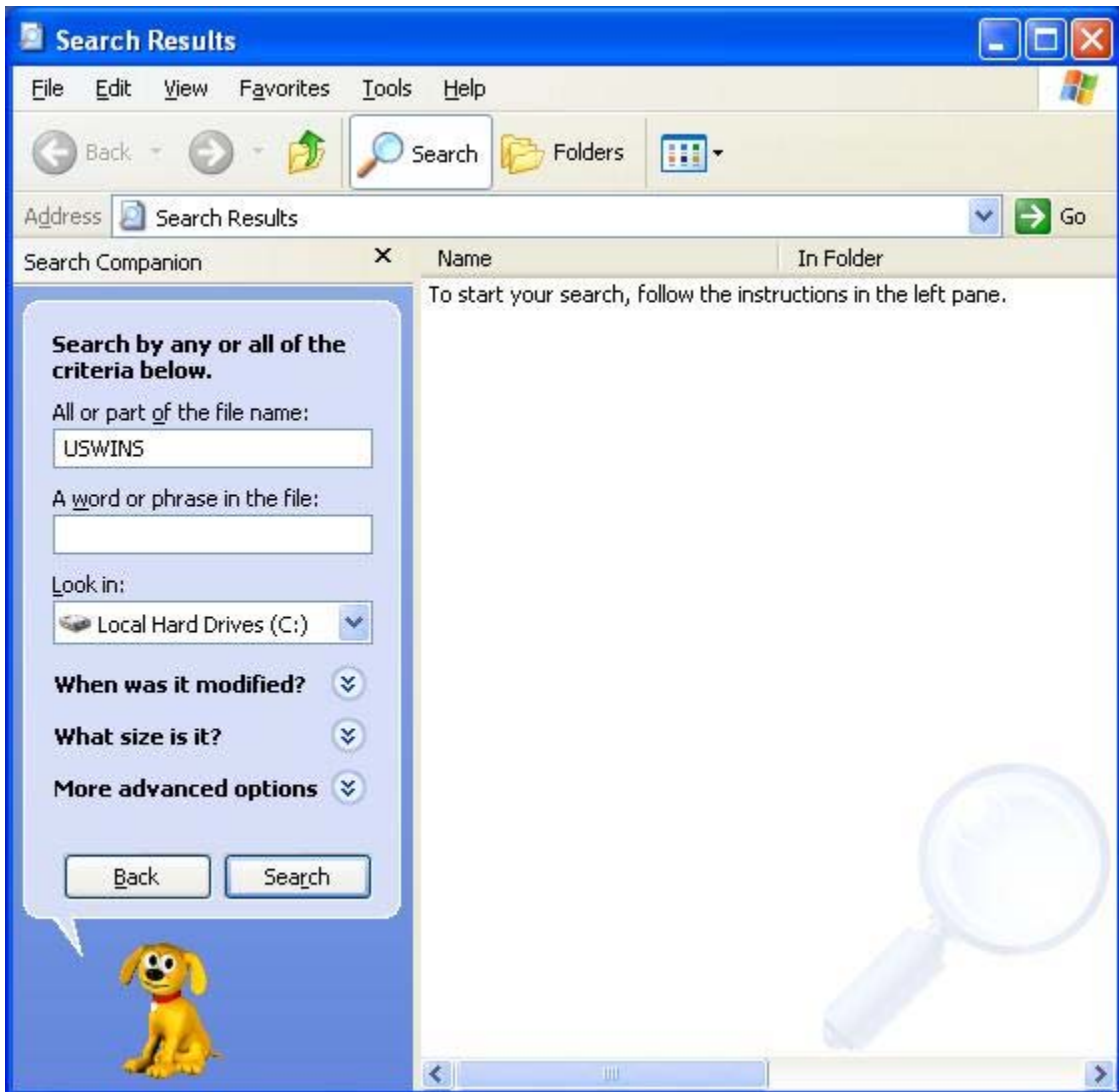 Search Results
File Edit View Favorites Tools Help
Back Search Folders
Address Search Results Go
Search Companion
Name In Folder
To start your search, follow the instructions in the left pane.
Search by any or all of the
criteria below.
All or part of the file name:
USWINS
A word or phrase in the file:
Look in:
Local Hard Drives (C:)
When was it modified?
What size is it?
More advanced options
Back Search